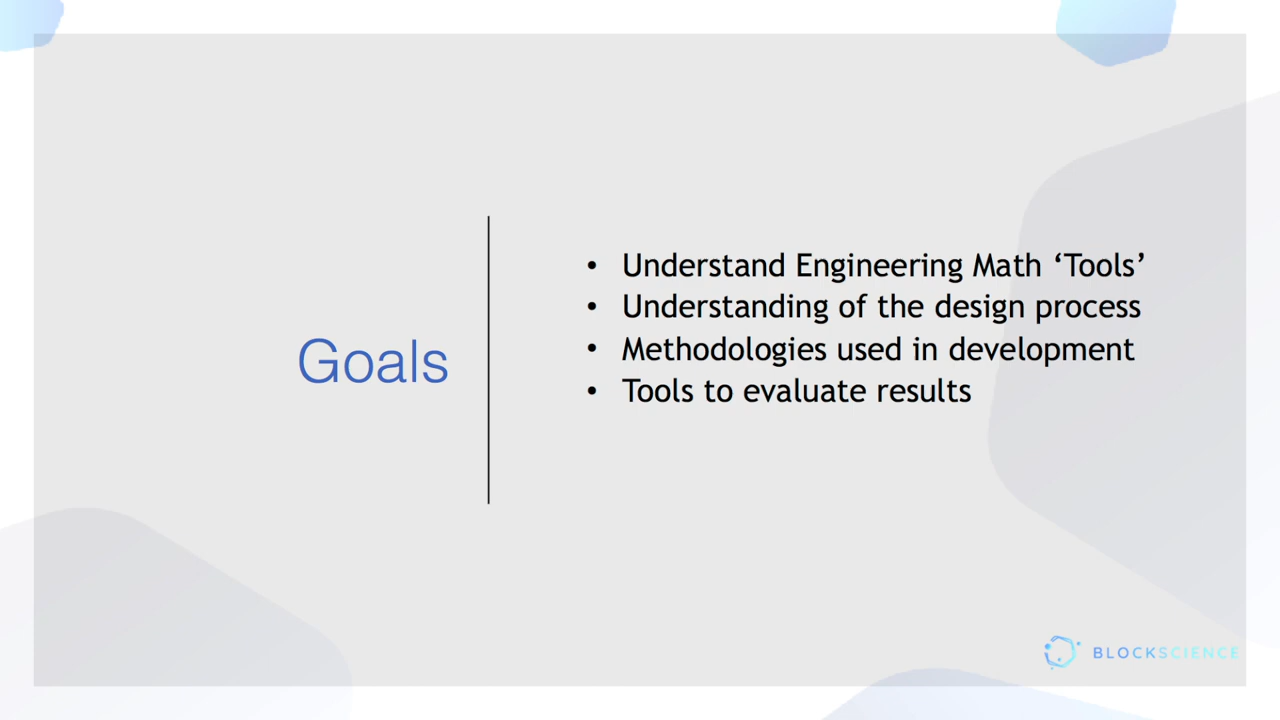 Goals
• Understand Engineering Math ‘Tools’
• Understanding of the design process
• Methodologies used in development
• Tools to evaluate results
BLOCKSCIENCE